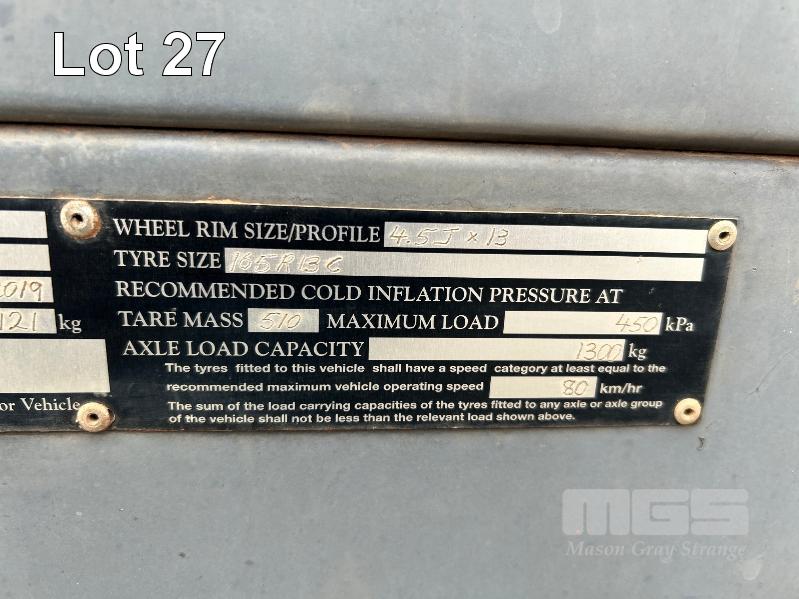 Lot 27
WHEEL RIM SIZE/PROFILE 4.5J x 13
TYRE SIZE 165R13C
2019 RECOMMENDED COLD INFLATION PRESSURE AT
121 kg TARE MASS 510 MAXIMUM LOAD 450 kPa
AXLE LOAD CAPACITY 1300 kg
The tyres fitted to this vehicle shall have a speed category at least equal to the
recommended maximum vehicle operating speed 80 km/hr
or Vehicle The sum of the load carrying capacities of the tyres fitted to any axle or axle group
of the vehicle shall not be less than the relevant load shown above.
MGS
Mason Gray Strange